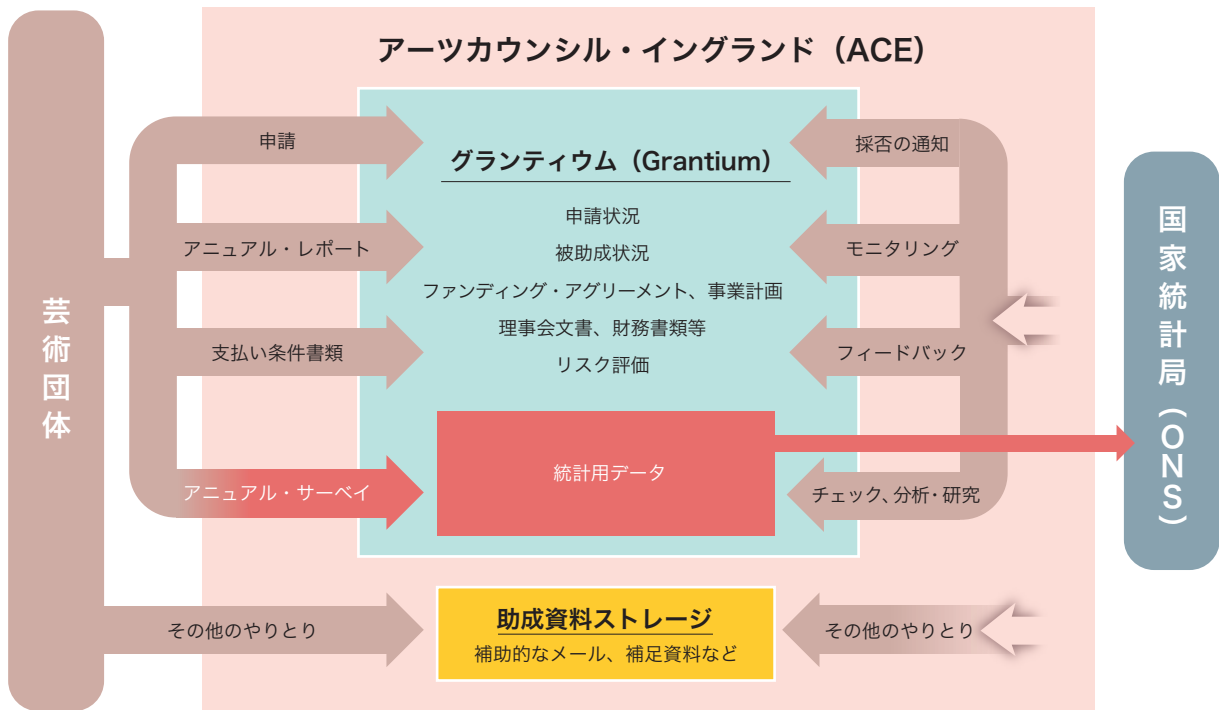 アーツカウンシル・イングランド（ACE）
芸術団体
申請
アニュアル・レポート
支払い条件書類
アニュアル・サーベイ
その他のやりとり
グランティウム（Grantium）
申請状況
被助成状況
ファンディング・アグリーメント、事業計画
理事会文書、財務書類等
リスク評価
統計用データ
助成資料ストレージ
補助的なメール、補足資料など
採否の通知
モニタリング
フィードバック
チェック、分析・研究
その他のやりとり
国家統計局（ONS）